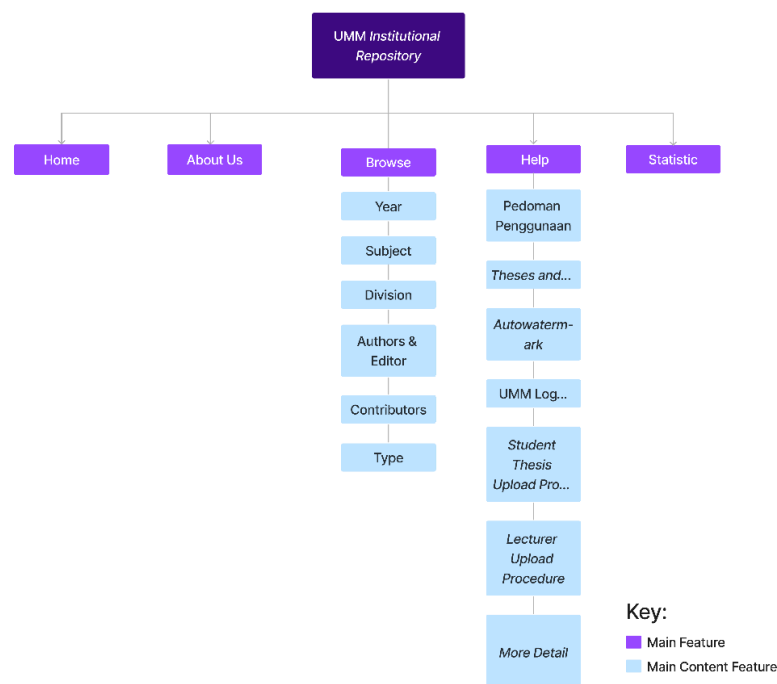 UMM Institutional
Repository
Home
About Us
Browse
Help
Statistic
Year
Subject
Division
Authors &
Editor
Contributors
Type
Pedoman
Penggunaan
Theses and...
Autowaterm-
ark
UMM Log...
Student
Thesis
Upload Pro...
Lecturer
Upload
Procedure
More Detail
Key:
Main Feature
Main Content Feature